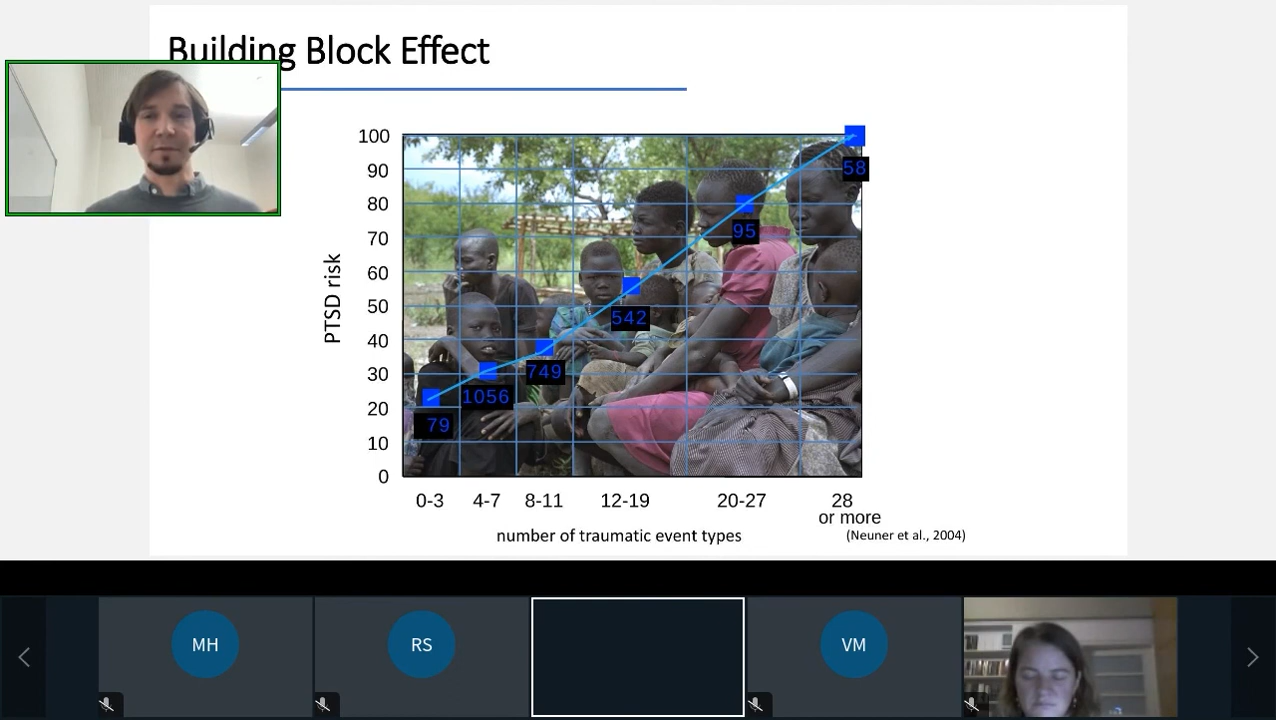 Building Block Effect
PTSD risk
100
90
80
70
60
50
40
30
20
10
0
58
95
542
749
1056
79
0-3 4-7 8-11 12-19 20-27 28
or more
number of traumatic event types
(Neuner et al., 2004)
MH RS VM